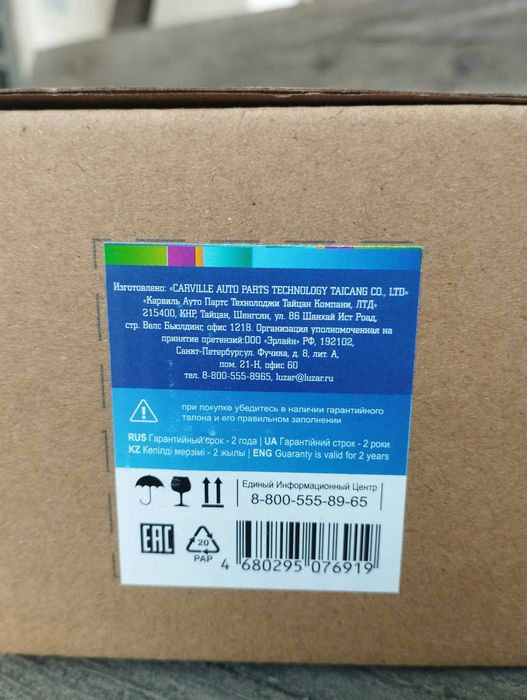 Изготовлено: «CARVILLE AUTO PARTS TECHNOLOGY TAICANG CO., LTD»
«Карвиль Ауто Партс Технолоджи Тайцан Компани, ЛТД»
215400, КНР, Тайцан, Шенгсян, ул. 86 Шанхай Ист Роад,
стр. Велс Бьюлдинг, офис 1218. Организация уполномоченная на
принятие претензий:ООО «Эрлайн» РФ, 192102,
Санкт-Петербург,ул. Фучика, д. 8, лит. А,
пом. 21-Н, офис 60
тел. 8-800-555-8965, luzar@luzar.ru
при покупке убедитесь в наличии гарантийного
талона и его правильном заполнении
RUS Гарантийный срок - 2 года | UA Гарантійний строк - 2 роки
KZ Кепілді мерзімі - 2 жылы | ENG Guaranty is valid for 2 years
Единый Информационный Центр
8-800-555-89-65
EAC
20
PAP
4 680295 076919